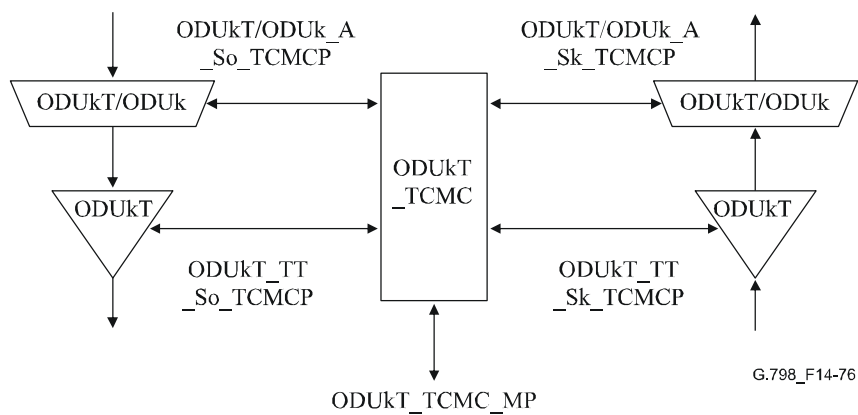 ODUkT/ODUk_A
_So_TCMCP
ODUkT/ODUk_A
_Sk_TCMCP
ODUkT/ODUk
ODUkT/ODUk
ODUkT
_TCMC
ODUkT
ODUkT
ODUkT_TT
_So_TCMCP
ODUkT_TT
_Sk_TCMCP
G.798_F14-76
ODUkT_TCMC_MP